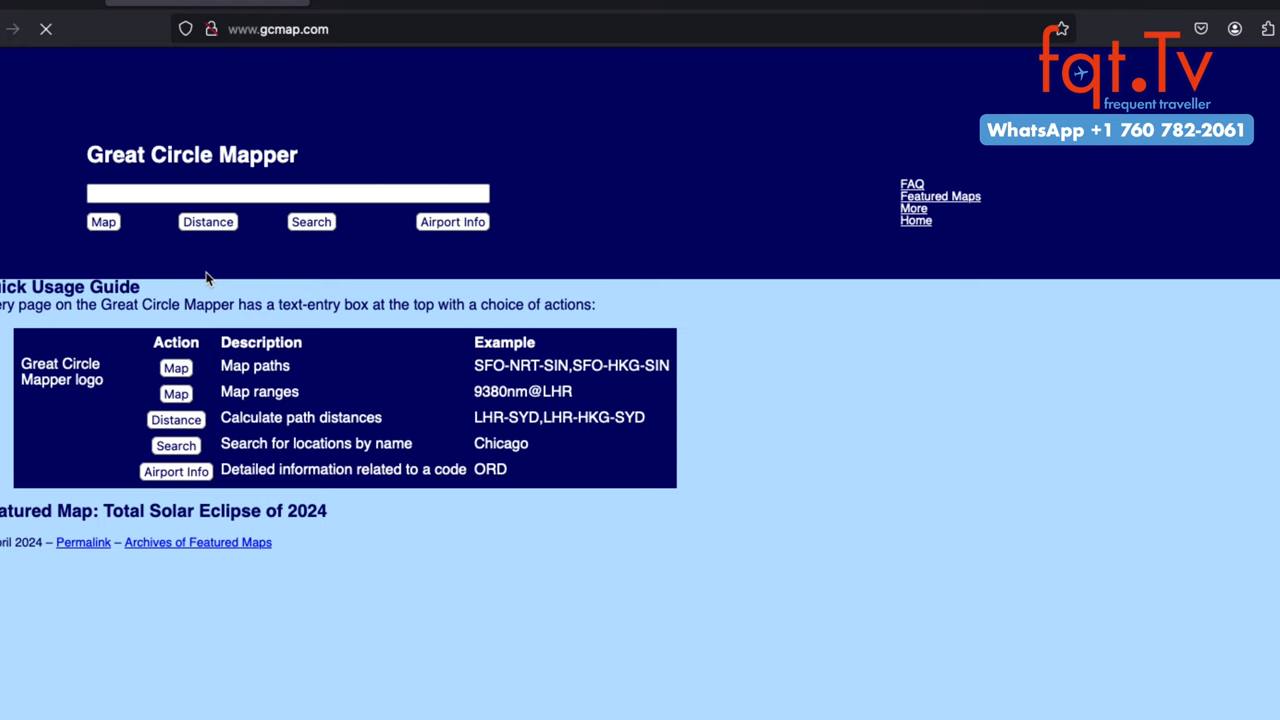 www.gcmap.com
fqt.Tv
frequent traveller
WhatsApp +1 760 782-2061
Great Circle Mapper
Map
Distance
Search
Airport Info
FAQ
Featured Maps
More
Home
ick Usage Guide
ery page on the Great Circle Mapper has a text-entry box at the top with a choice of actions:
Action Description Example
Great Circle
Mapper logo
Map Map paths SFO-NRT-SIN,SFO-HKG-SIN
Map Map ranges 9380nm@LHR
Distance Calculate path distances LHR-SYD,LHR-HKG-SYD
Search Search for locations by name Chicago
Airport Info Detailed information related to a code ORD
atured Map: Total Solar Eclipse of 2024
pril 2024 – Permalink – Archives of Featured Maps